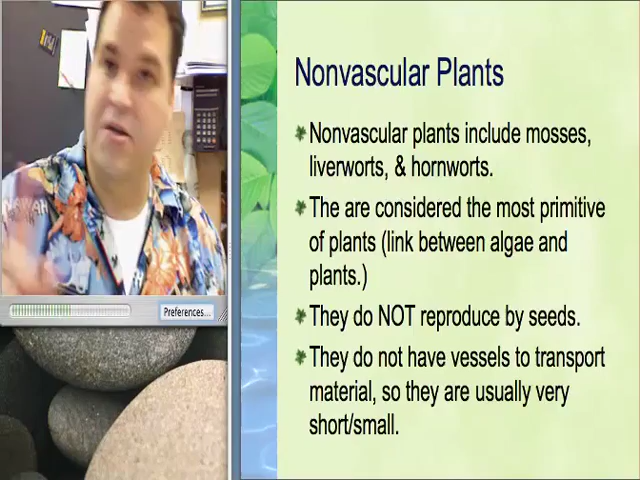 Nonvascular Plants
Nonvascular plants include mosses,
liverworts, & hornworts.
The are considered the most primitive
of plants (link between algae and
plants.)
They do NOT reproduce by seeds.
They do not have vessels to transport
material, so they are usually very
short/small.
Preferences...